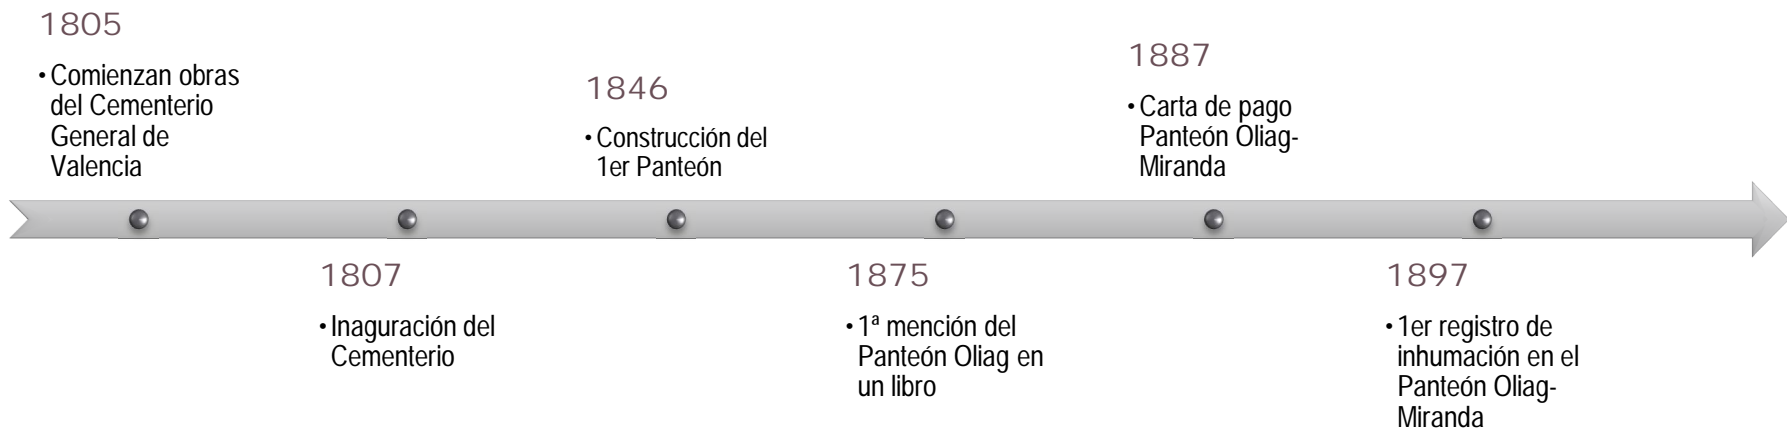 1805
• Comienzan obras
del Cementerio
General de
Valencia
1807
• Inaguración del
Cementerio
1846
• Construcción del
1er Panteón
1875
• 1ª mención del
Panteón Oliag en
un libro
1887
• Carta de pago
Panteón Oliag-
Miranda
1897
• 1er registro de
inhumación en el
Panteón Oliag-
Miranda